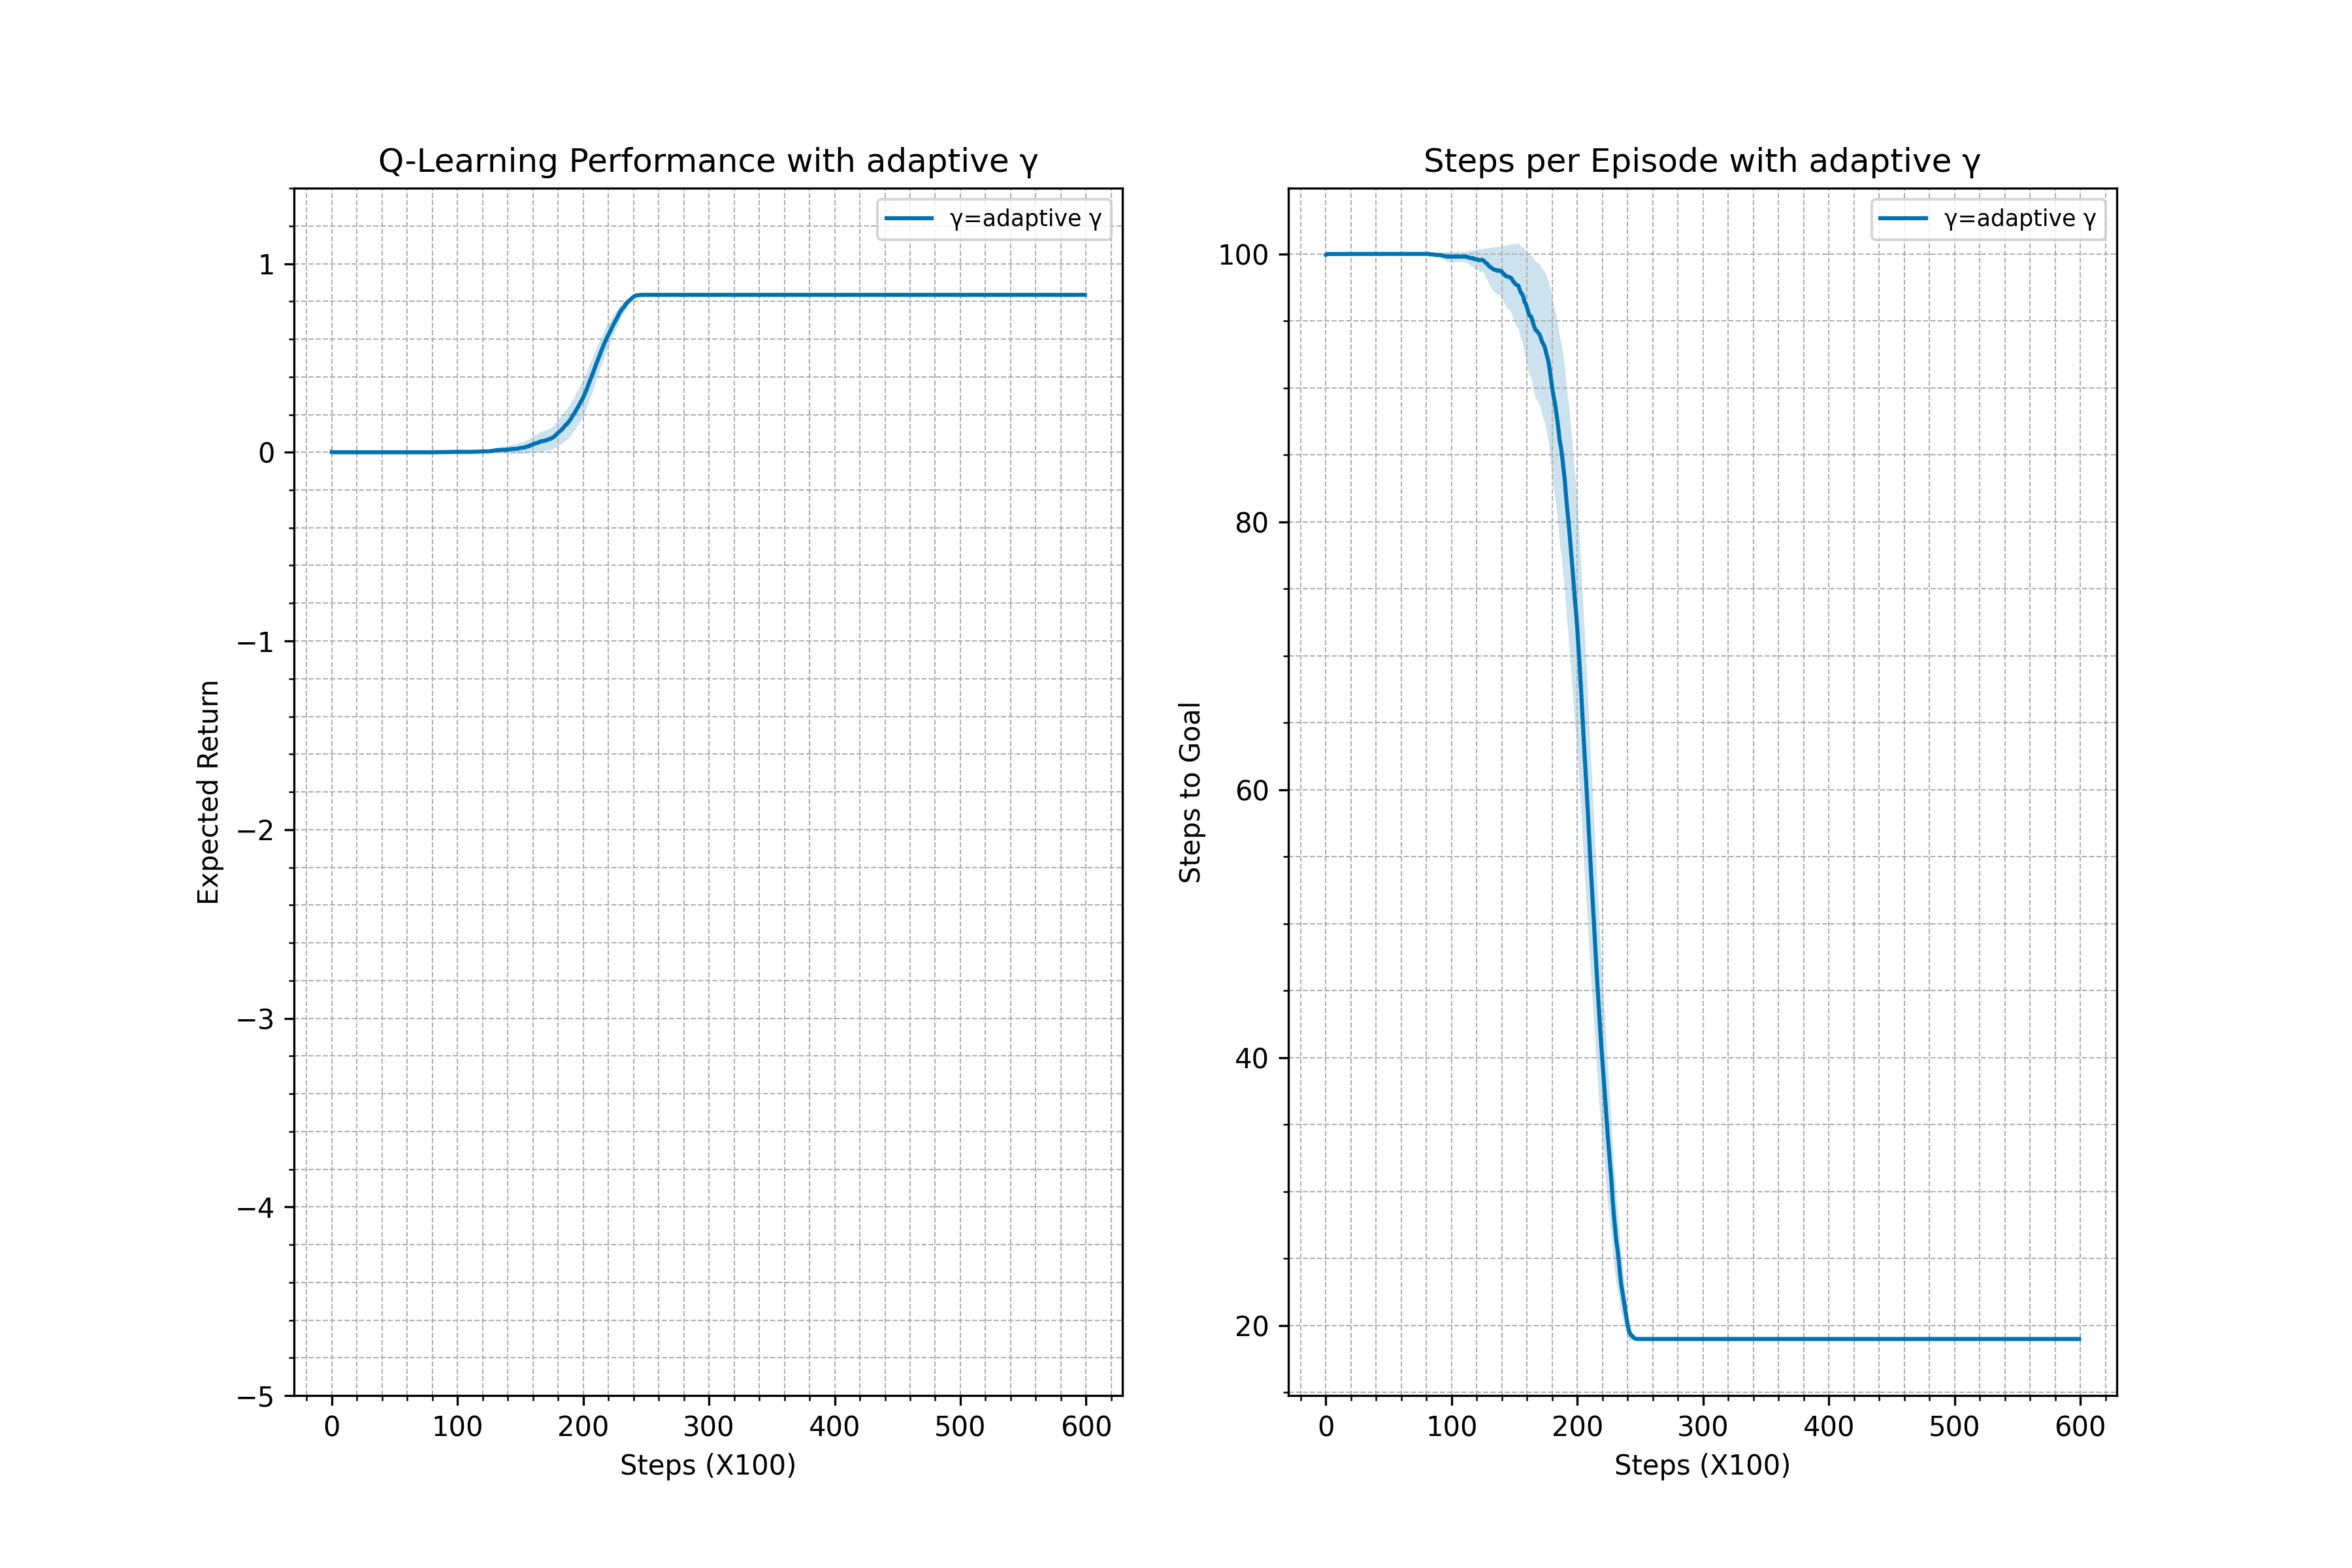 Q-Learning Performance with adaptive γ
γ=adaptive γ
1
0
−1
−2
−3
−4
−5
Expected Return
0 100 200 300 400 500 600
Steps (X100)
Steps per Episode with adaptive γ
γ=adaptive γ
100
80
60
40
20
Steps to Goal
0 100 200 300 400 500 600
Steps (X100)